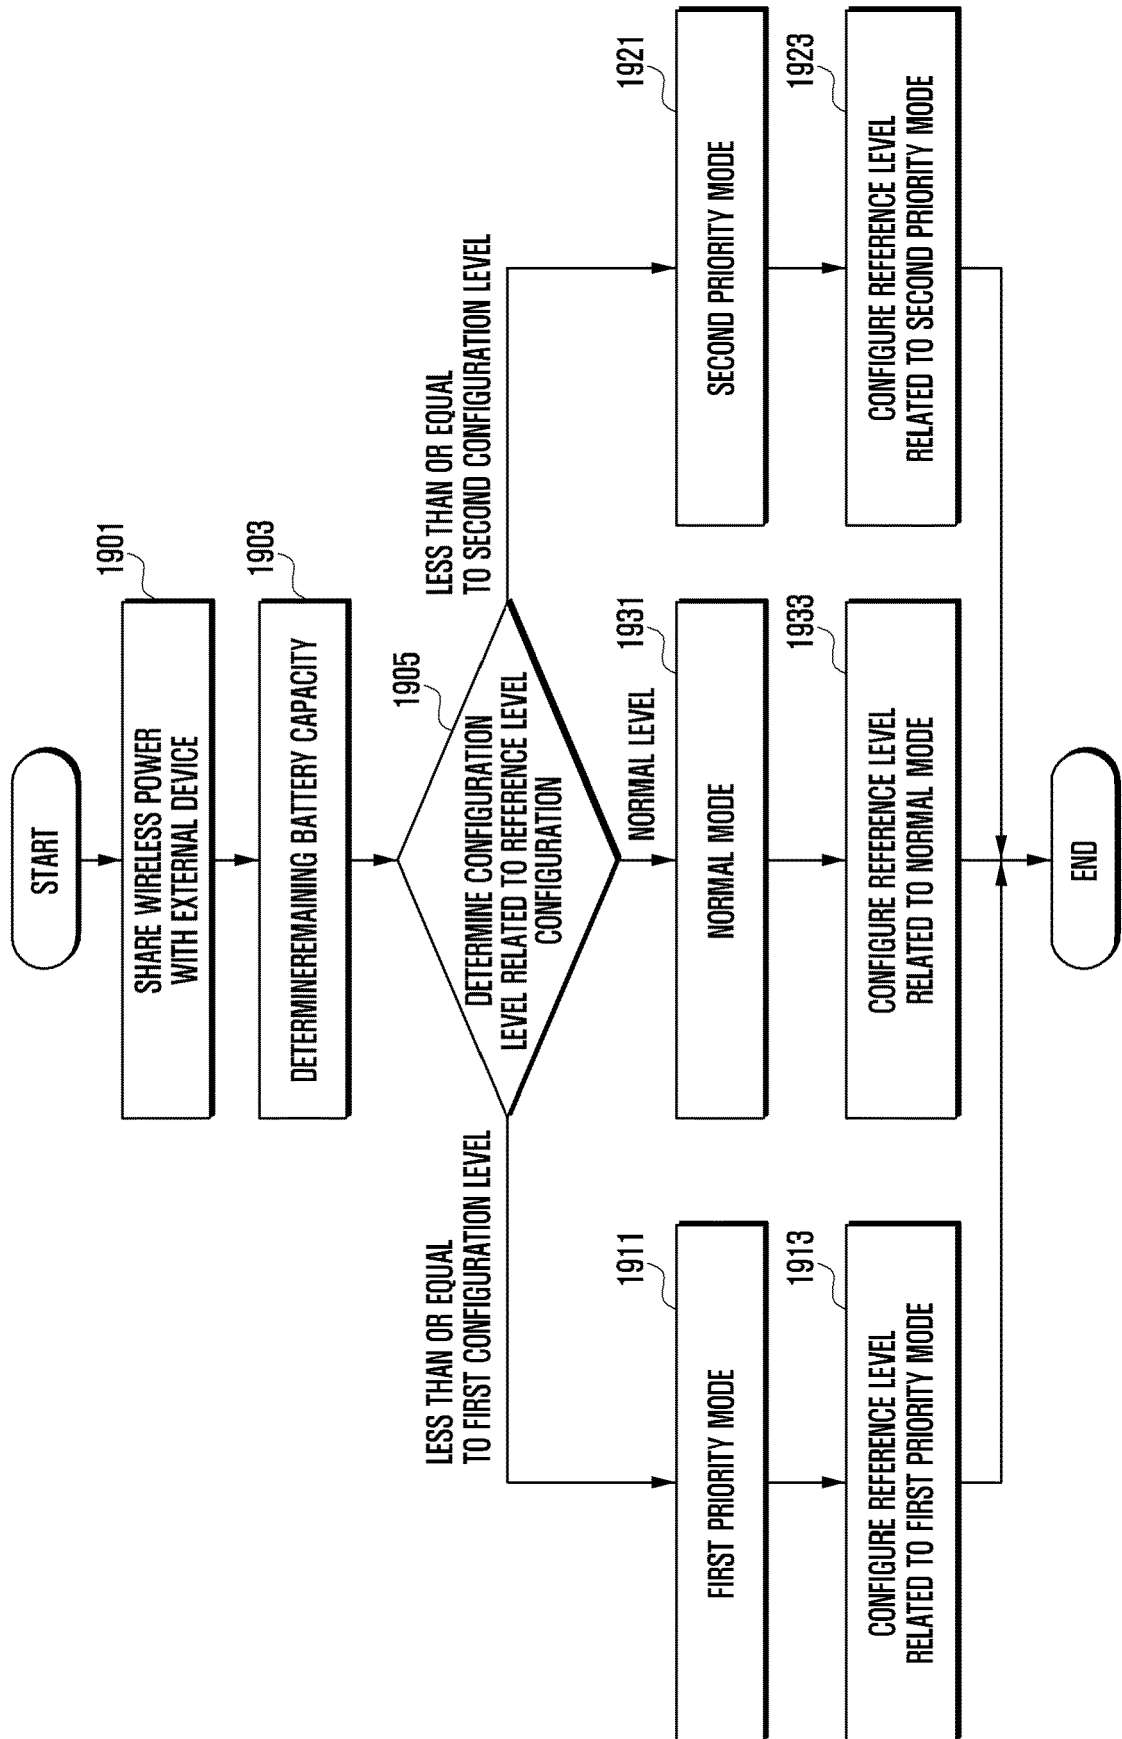 START
1901
SHARE WIRELESS POWER
WITH EXTERNAL DEVICE
1903
DETERMINEREMAINING BATTERY CAPACITY
1905
DETERMINE CONFIGURATION
LEVEL RELATED TO REFERENCE LEVEL
CONFIGURATION
LESS THAN OR EQUAL
TO FIRST CONFIGURATION LEVEL
NORMAL LEVEL
LESS THAN OR EQUAL
TO SECOND CONFIGURATION LEVEL
1911
FIRST PRIORITY MODE
1931
NORMAL MODE
1921
SECOND PRIORITY MODE
1913
CONFIGURE REFERENCE LEVEL
RELATED TO FIRST PRIORITY MODE
1933
CONFIGURE REFERENCE LEVEL
RELATED TO NORMAL MODE
1923
CONFIGURE REFERENCE LEVEL
RELATED TO SECOND PRIORITY MODE
END